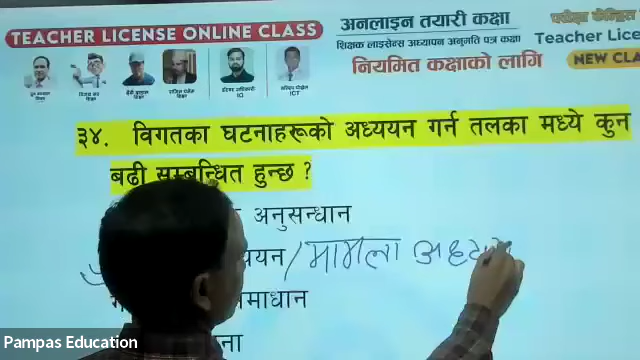 TEACHER LICENSE ONLINE CLASS
अनलाइन तयारी कक्षा
शिक्षक लाइसेन्स अध्यापन अनुमति पत्र कक्षा
नियमित कक्षाको लागि
Teacher Lice
NEW CLA
IO
ICT
३४. विगतका घटनाहरूको अध्ययन गर्न तलका मध्ये कुन
बढी सम्बन्धित हुन्छ ?
अनुसन्धान
ययन / मामला
माधान
ना
Pampas Education